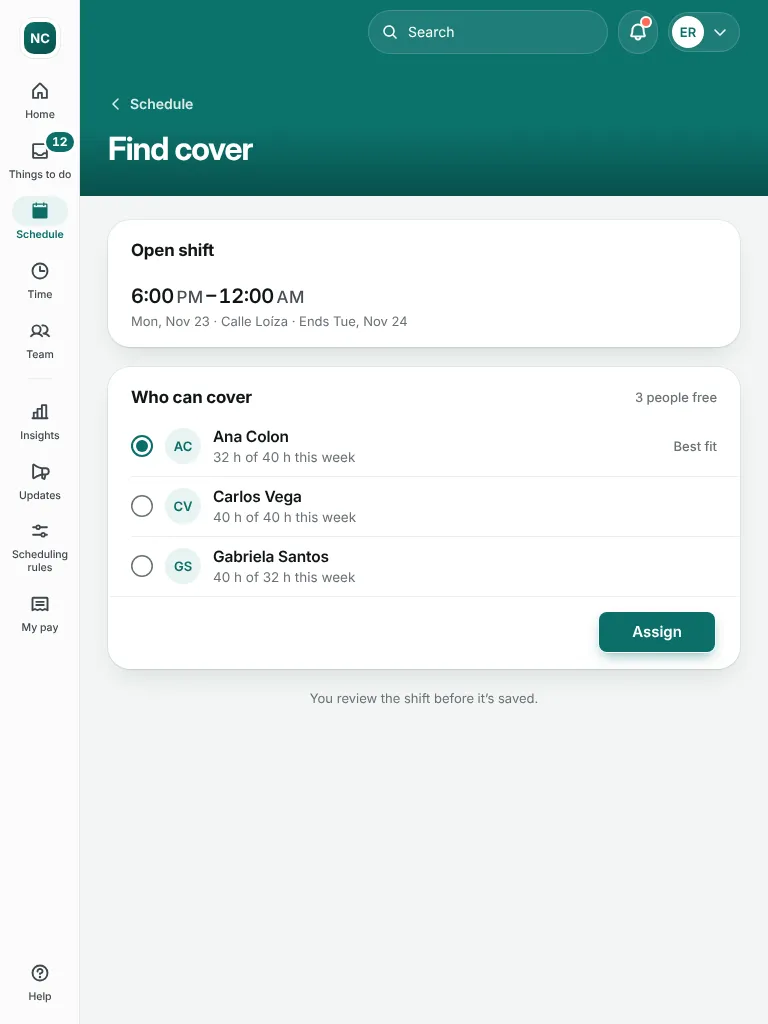 NC
Home
12
Things to do
Schedule
Time
Team
Insights
Updates
Scheduling
rules
My pay
Help
Search
ER
Schedule
Find cover
Open shift
6:00 PM – 12:00 AM
Mon, Nov 23 · Calle Loíza · Ends Tue, Nov 24
Who can cover
3 people free
AC
Ana Colon
32 h of 40 h this week
Best fit
CV
Carlos Vega
40 h of 40 h this week
GS
Gabriela Santos
40 h of 32 h this week
Assign
You review the shift before it’s saved.